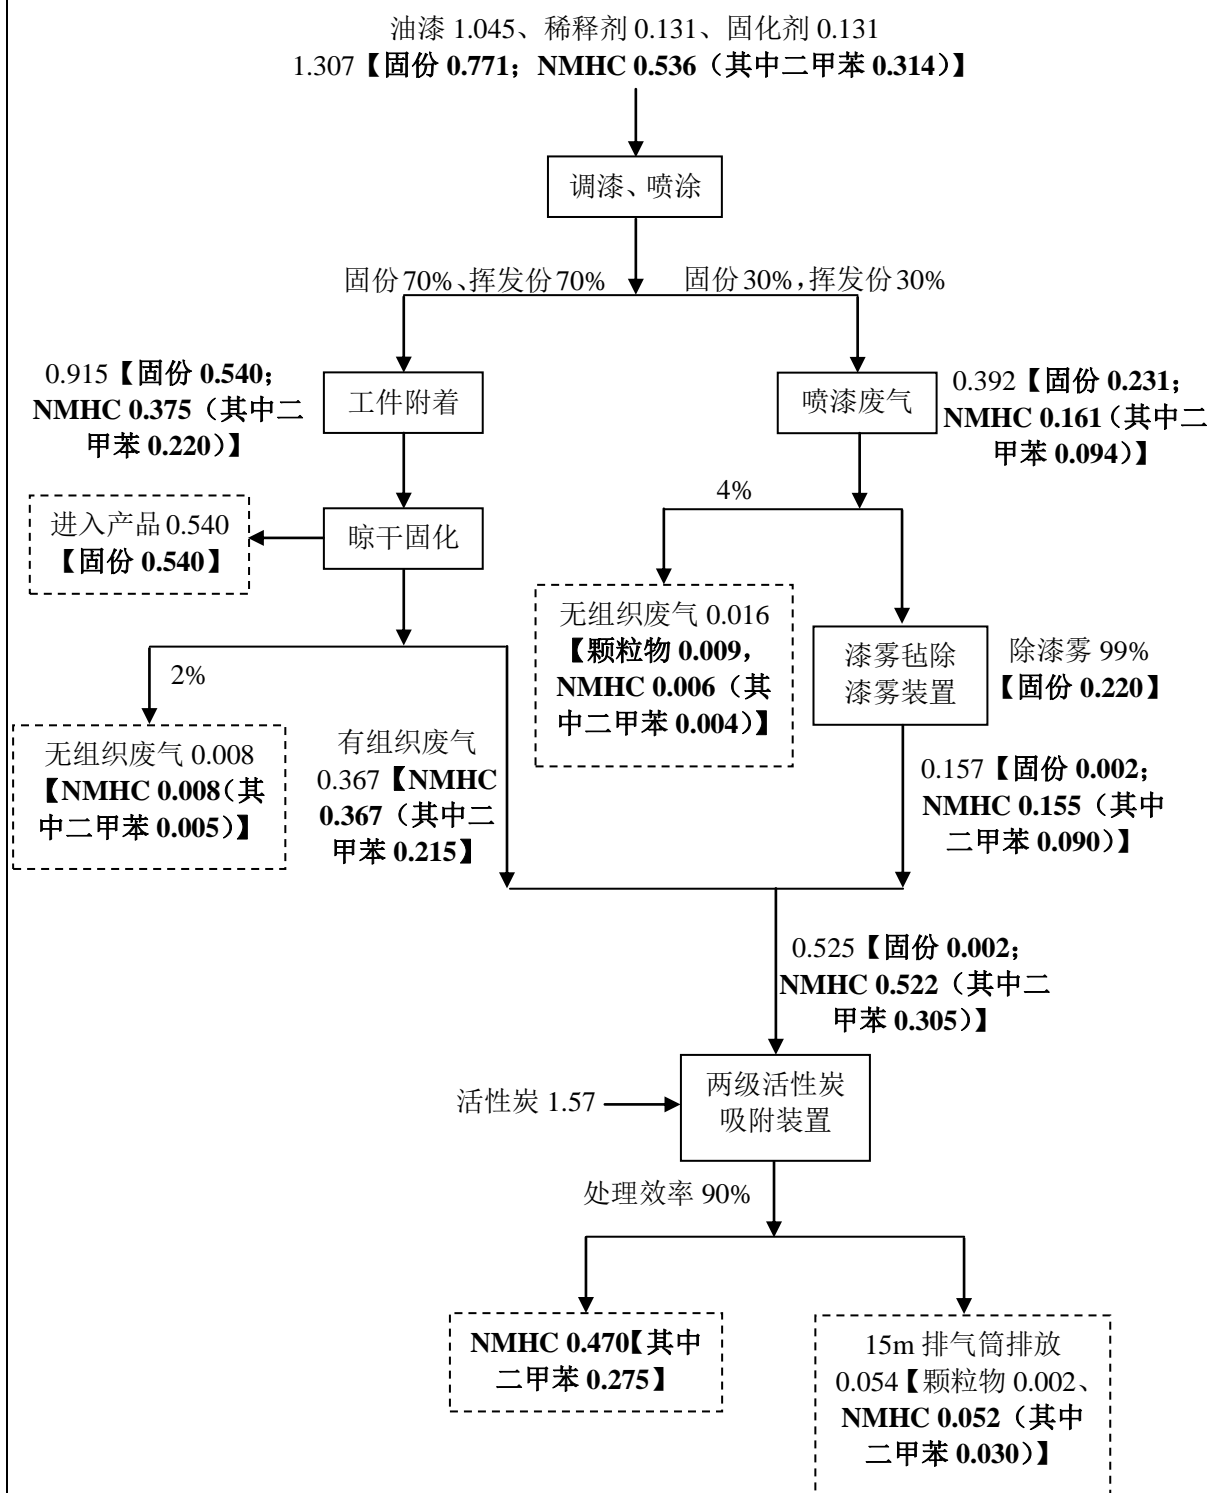 油漆 1.045、稀释剂 0.131、固化剂 0.131
1.307【固份 0.771；NMHC 0.536（其中二甲苯 0.314）】
调漆、喷涂
固份 70%、挥发份 70%
固份 30%，挥发份 30%
0.915【固份 0.540；
NMHC 0.375（其中二
甲苯 0.220）】
工件附着
喷漆废气
0.392【固份 0.231；
NMHC 0.161（其中二
甲苯 0.094）】
4%
进入产品 0.540
【固份 0.540】
晾干固化
无组织废气 0.016
【颗粒物 0.009，
NMHC 0.006（其
中二甲苯 0.004）】
漆雾毡除
漆雾装置
除漆雾 99%
【固份 0.220】
2%
无组织废气 0.008
【NMHC 0.008（其
中二甲苯 0.005）】
有组织废气
0.367【NMHC
0.367（其中二
甲苯 0.215】
0.157【固份 0.002；
NMHC 0.155（其中
二甲苯 0.090）】
0.525【固份 0.002；
NMHC 0.522（其中二
甲苯 0.305）】
活性炭 1.57
两级活性炭
吸附装置
处理效率 90%
NMHC 0.470【其中
二甲苯 0.275】
15m 排气筒排放
0.054【颗粒物 0.002、
NMHC 0.052（其中
二甲苯 0.030）】